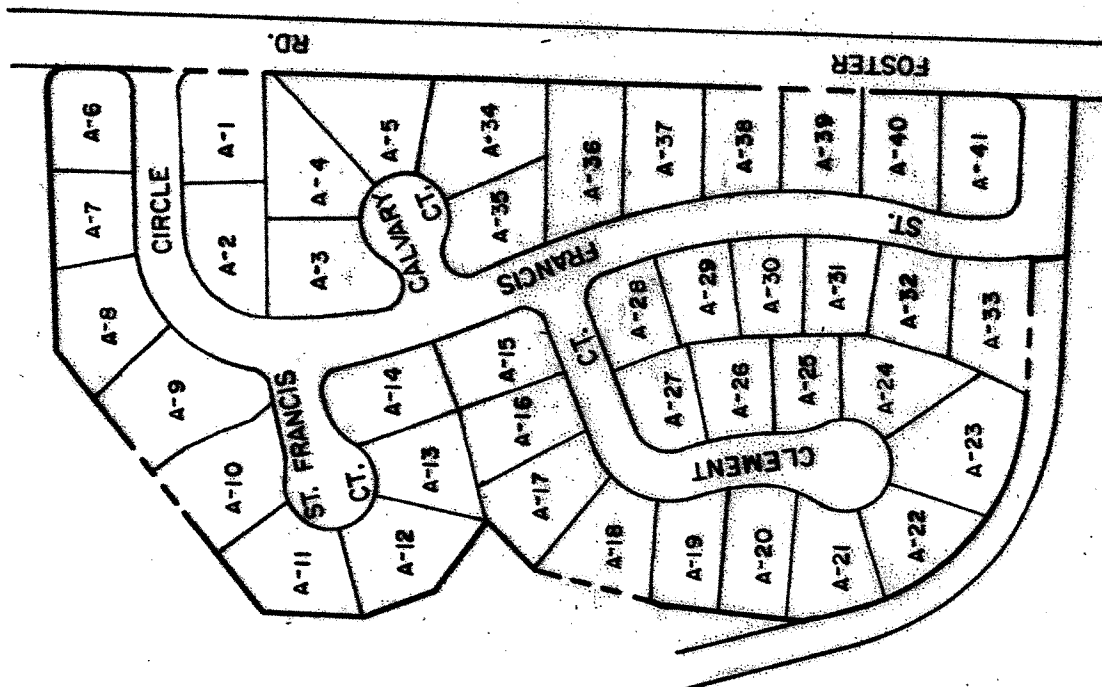 RD.
FOSTER
A-6
A-1
A-5
A-34
A-36
A-37
A-38
A-39
A-40
A-41
A-7
CIRCLE
A-2
A-4
A-3
CALVARY
CT.
A-35
FRANCIS
ST.
A-8
A-9
A-10
A-11
A-12
A-13
A-14
ST. FRANCIS
CT.
A-15
A-16
A-17
A-18
A-19
A-20
A-21
A-22
A-23
A-24
A-25
A-26
A-27
A-28
A-29
A-30
A-31
A-32
A-33
CLEMENT
CT.